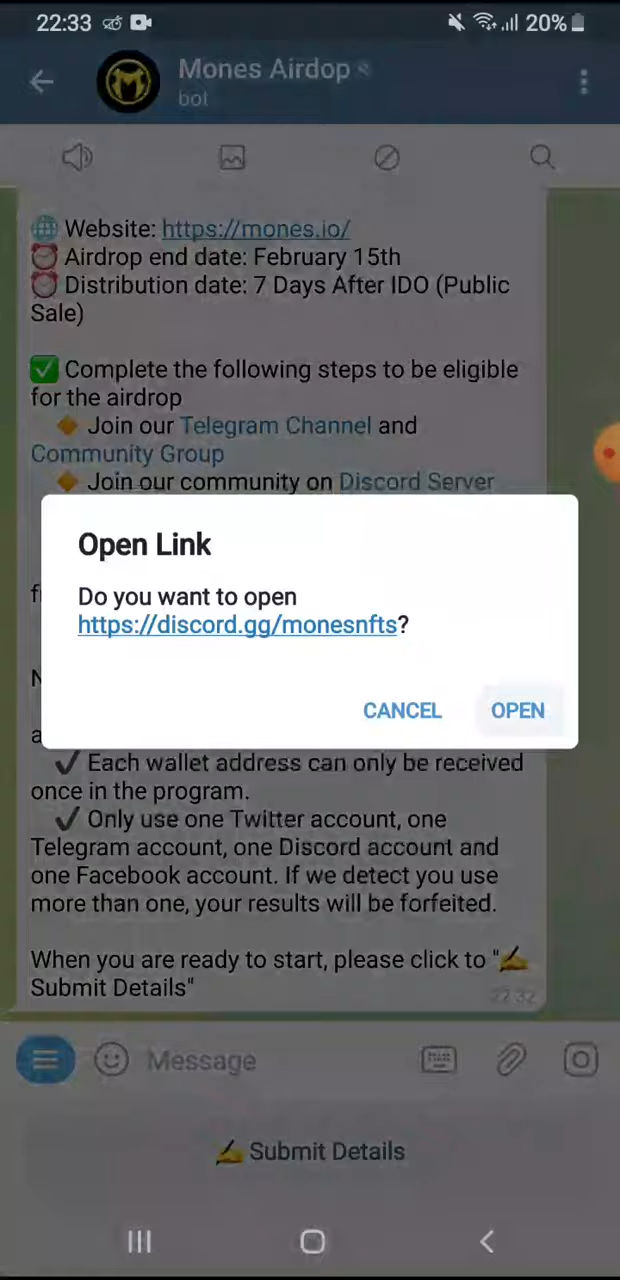 22:33
20%
Mones Airdop
bot
🌐 Website: https://mones.io/
⏰ Airdrop end date: February 15th
⏰ Distribution date: 7 Days After IDO (Public
Sale)
✅ Complete the following steps to be eligible
for the airdrop
🔸 Join our Telegram Channel and
Community Group
🔸 Join our community on Discord Server
Open Link
Do you want to open
https://discord.gg/monesnfts?
CANCEL
OPEN
✔ Each wallet address can only be received
once in the program.
✔ Only use one Twitter account, one
Telegram account, one Discord account and
one Facebook account. If we detect you use
more than one, your results will be forfeited.
When you are ready to start, please click to "✍
Submit Details"
22:32
Message
✍ Submit Details